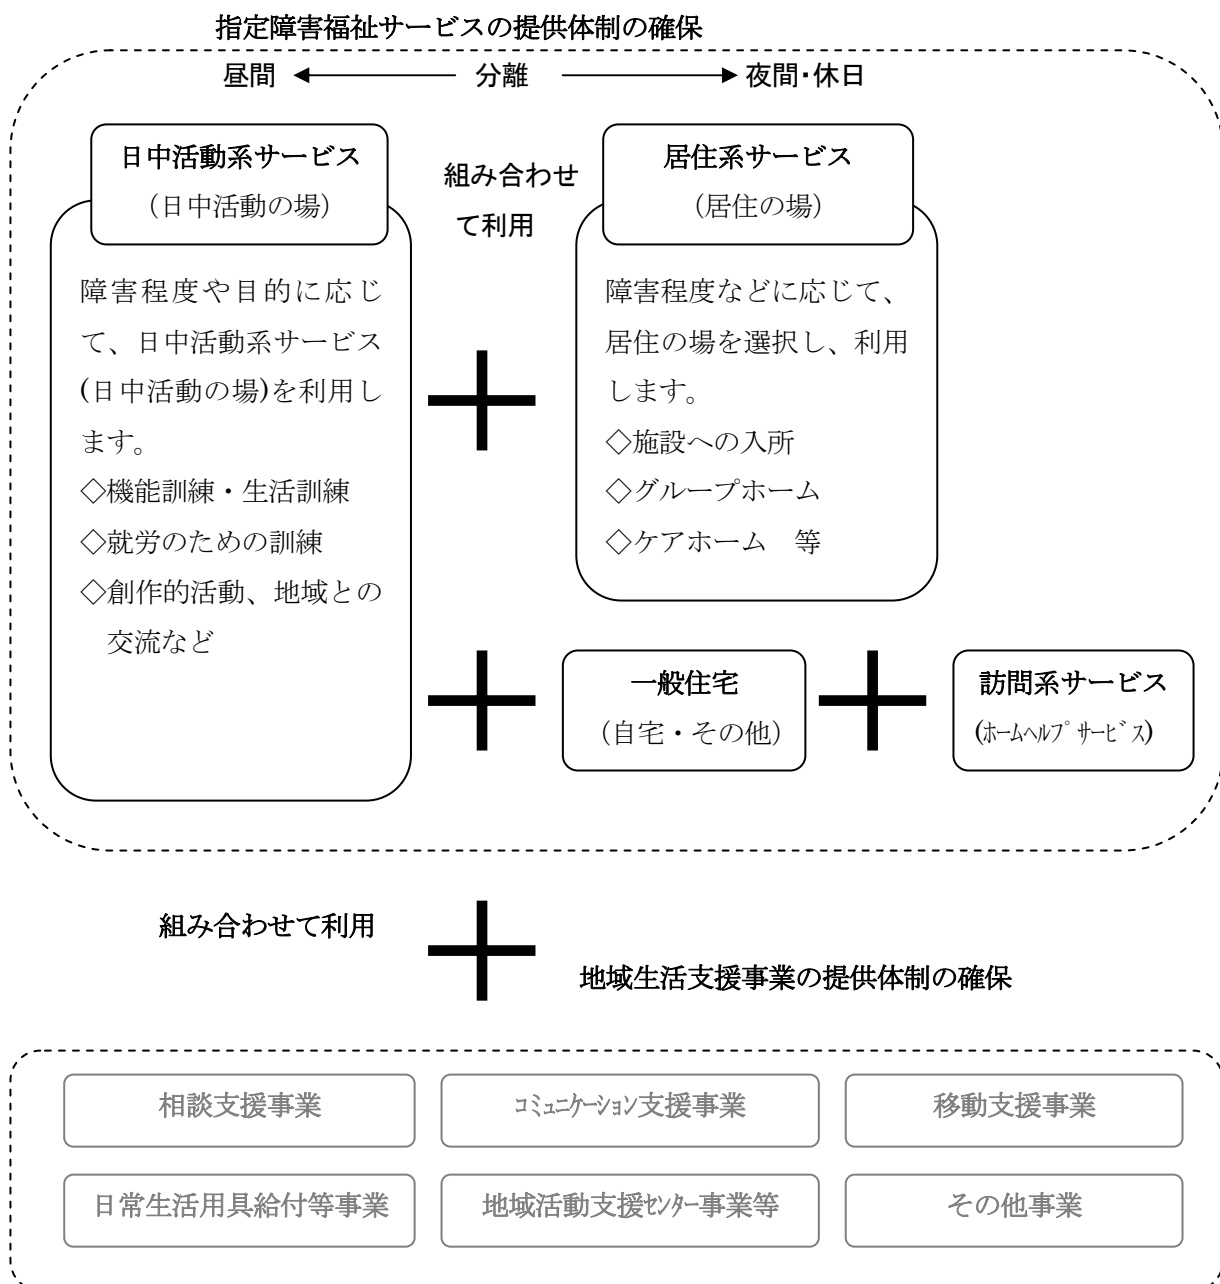 指定障害福祉サービスの提供体制の確保
昼間
分離
夜間・休日
日中活動系サービス
（日中活動の場）
組み合わせ
て利用
居住系サービス
（居住の場）
障害程度や目的に応じ
て、日中活動系サービス
(日中活動の場)を利用し
ます。
◇機能訓練・生活訓練
◇就労のための訓練
◇創作的活動、地域との
交流など
障害程度などに応じて、
居住の場を選択し、利用
します。
◇施設への入所
◇グループホーム
◇ケアホーム　等
一般住宅
（自宅・その他）
訪問系サービス
(ﾎｰﾑﾍﾙﾌﾟｻｰﾋﾞｽ)
組み合わせて利用
地域生活支援事業の提供体制の確保
相談支援事業
ｺﾐｭﾆｹｰｼｮﾝ支援事業
移動支援事業
日常生活用具給付等事業
地域活動支援ｾﾝﾀｰ事業等
その他事業